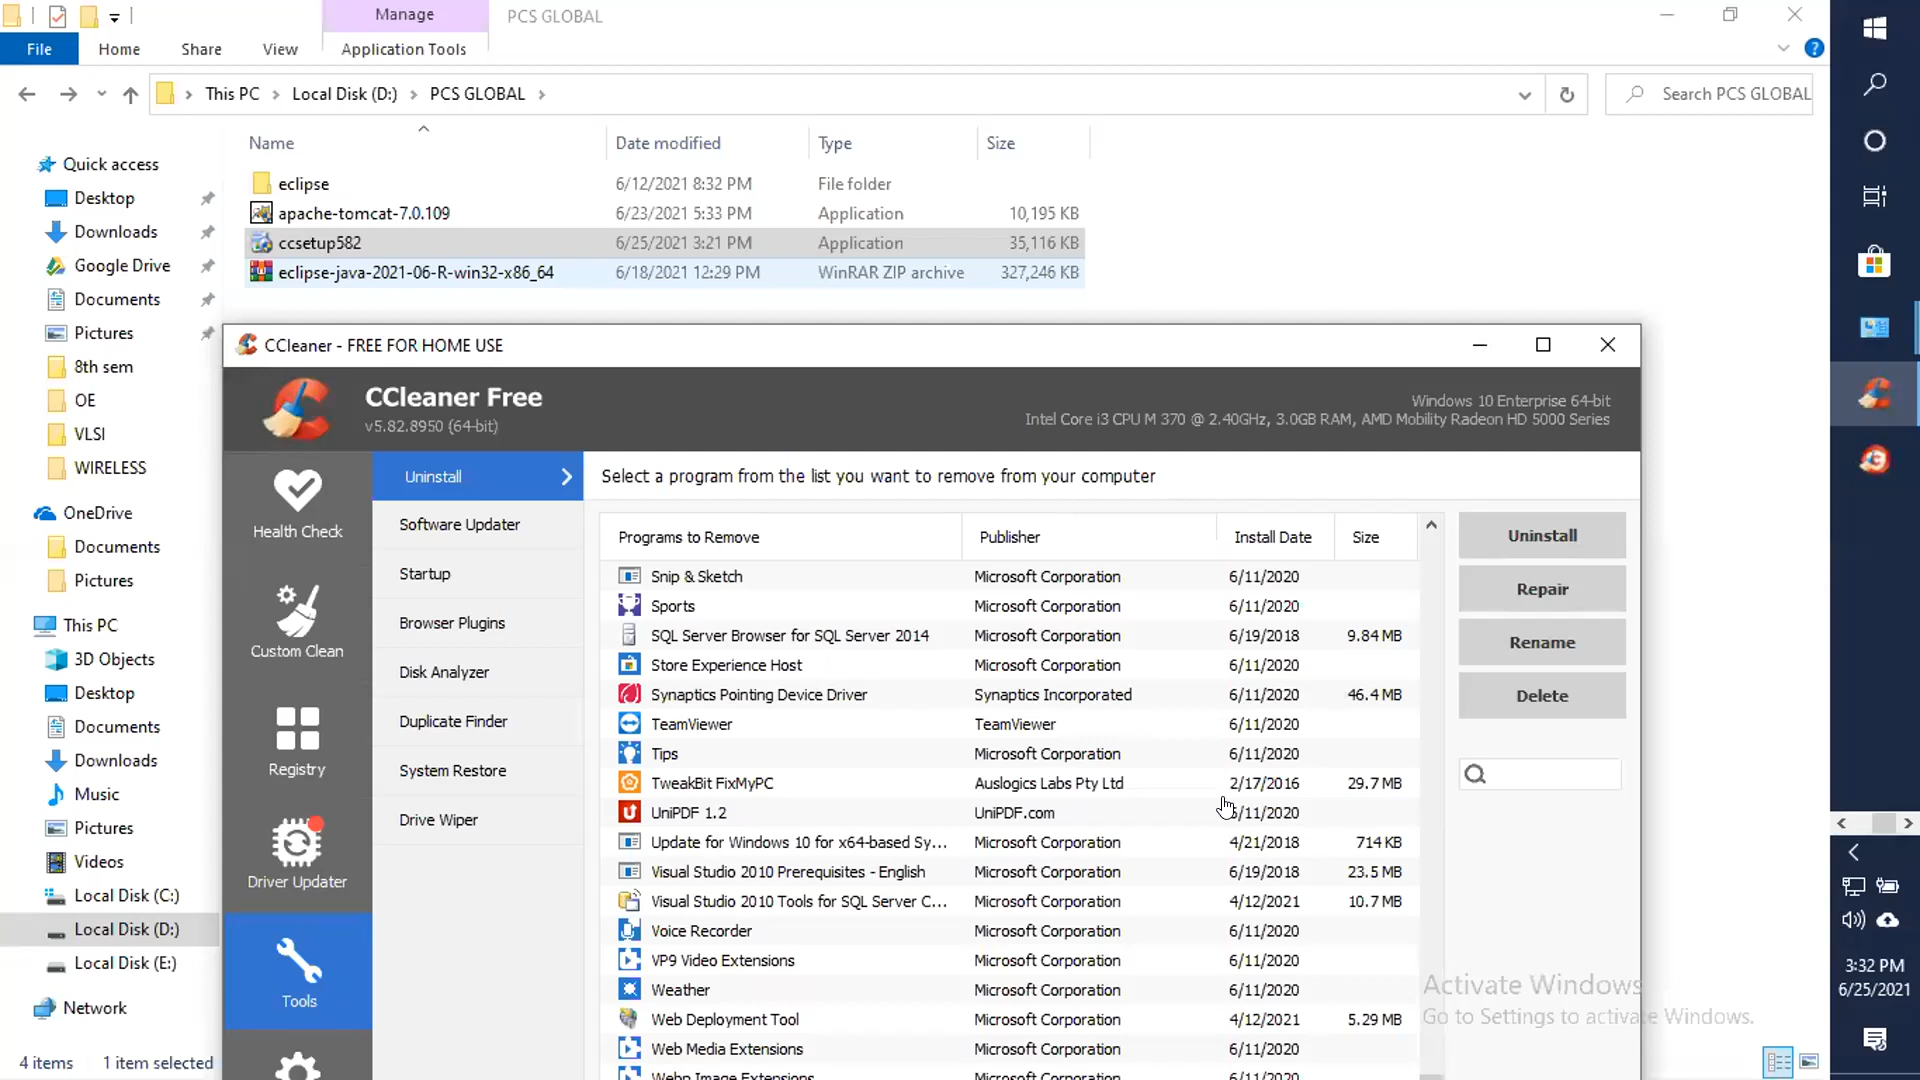 Manage
PCS GLOBAL
File
Home
Share
View
Application Tools
This PC
Local Disk (D:)
PCS GLOBAL
Search PCS GLOBAL
Name
Date modified
Type
Size
eclipse
6/12/2021 8:32 PM
File folder
apache-tomcat-7.0.109
6/23/2021 5:33 PM
Application
10,195 KB
ccsetup582
6/25/2021 3:21 PM
Application
35,116 KB
eclipse-java-2021-06-R-win32-x86_64
6/18/2021 12:29 PM
WinRAR ZIP archive
327,246 KB
Quick access
Desktop
Downloads
Google Drive
Documents
Pictures
8th sem
OE
VLSI
WIRELESS
OneDrive
Documents
Pictures
This PC
3D Objects
Desktop
Documents
Downloads
Music
Pictures
Videos
Local Disk (C:)
Local Disk (D:)
Local Disk (E:)
Network
4 items
1 item selected
CCleaner - FREE FOR HOME USE
CCleaner Free
v5.82.8950 (64-bit)
Windows 10 Enterprise 64-bit
Intel Core i3 CPU M 370 @ 2.40GHz, 3.0GB RAM, AMD Mobility Radeon HD 5000 Series
Health Check
Custom Clean
Registry
Driver Updater
Tools
Uninstall
Software Updater
Startup
Browser Plugins
Disk Analyzer
Duplicate Finder
System Restore
Drive Wiper
Select a program from the list you want to remove from your computer
Programs to Remove
Publisher
Install Date
Size
Snip & Sketch Microsoft Corporation 6/11/2020
Sports Microsoft Corporation 6/11/2020
SQL Server Browser for SQL Server 2014 Microsoft Corporation 6/19/2018 9.84 MB
Store Experience Host Microsoft Corporation 6/11/2020
Synaptics Pointing Device Driver Synaptics Incorporated 6/11/2020 46.4 MB
TeamViewer TeamViewer 6/11/2020
Tips Microsoft Corporation 6/11/2020
TweakBit FixMyPC Auslogics Labs Pty Ltd 2/17/2016 29.7 MB
UniPDF 1.2 UniPDF.com /11/2020
Update for Windows 10 for x64-based Sy... Microsoft Corporation 4/21/2018 714 KB
Visual Studio 2010 Prerequisites - English Microsoft Corporation 6/19/2018 23.5 MB
Visual Studio 2010 Tools for SQL Server C... Microsoft Corporation 4/12/2021 10.7 MB
Voice Recorder Microsoft Corporation 6/11/2020
VP9 Video Extensions Microsoft Corporation 6/11/2020
Weather Microsoft Corporation 6/11/2020
Web Deployment Tool Microsoft Corporation 4/12/2021 5.29 MB
Web Media Extensions Microsoft Corporation 6/11/2020
Webp Image Extensions Microsoft Corporation 6/11/2020
Uninstall
Repair
Rename
Delete
Activate Windows
Go to Settings to activate Windows.
3:32 PM
6/25/2021